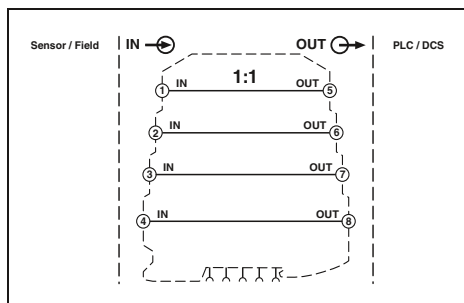 Sensor / Field IN OUT PLC / DCS
1:1
1 IN OUT 5
2 IN OUT 6
3 IN OUT 7
4 IN OUT 8